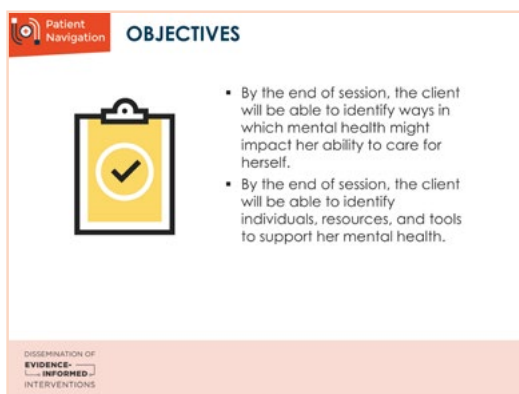 Patient
Navigation
OBJECTIVES
▪ By the end of session, the client
will be able to identify ways in
which mental health might
impact her ability to care for
herself.
▪ By the end of session, the client
will be able to identify
individuals, resources, and tools
to support her mental health.
DISSEMINATION OF
EVIDENCE-
INFORMED
INTERVENTIONS